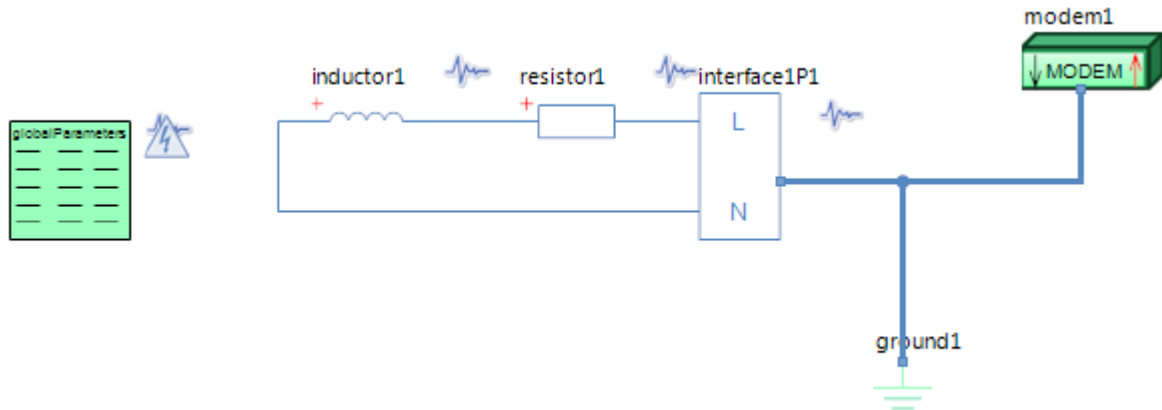 modem1
MODEM
inductor1
resistor1
interface1P1
globalParameters
L
N
ground1